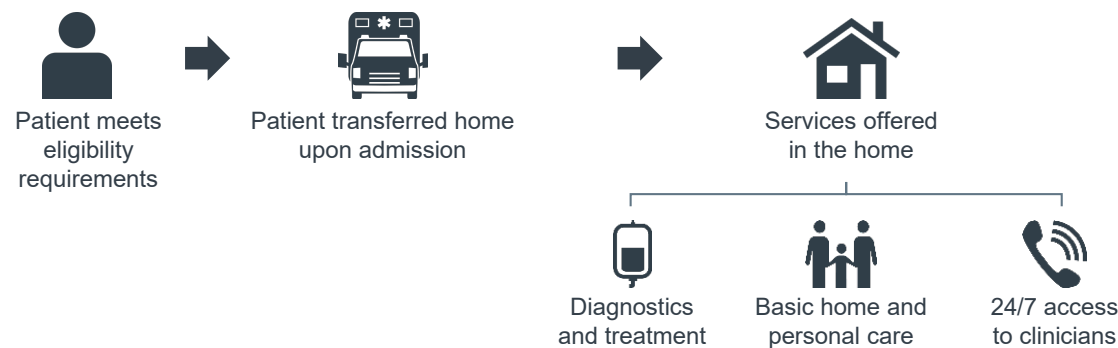 Patient meets
eligibility
requirements
Patient transferred home
upon admission
Services offered
in the home
Diagnostics
and treatment
Basic home and
personal care
24/7 access
to clinicians